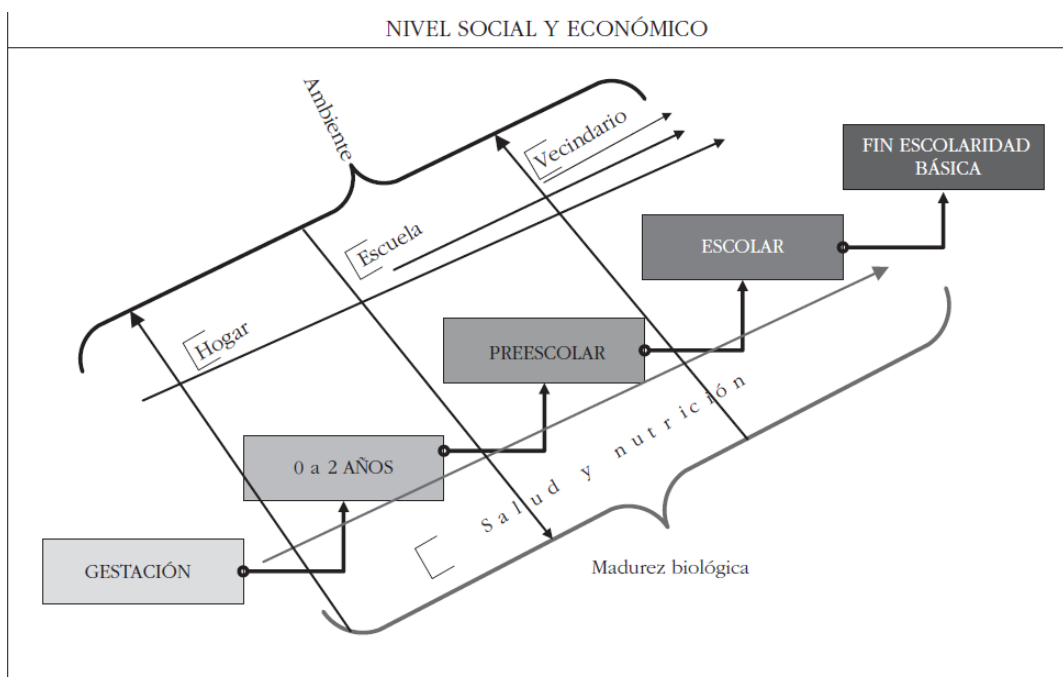 NIVEL SOCIAL Y ECONÓMICO
Ambiente
Vecindario
FIN ESCOLARIDAD
BÁSICA
Escuela
ESCOLAR
Hogar
PREESCOLAR
0 a 2 AÑOS
Salud y nutrición
GESTACIÓN
Madurez biológica